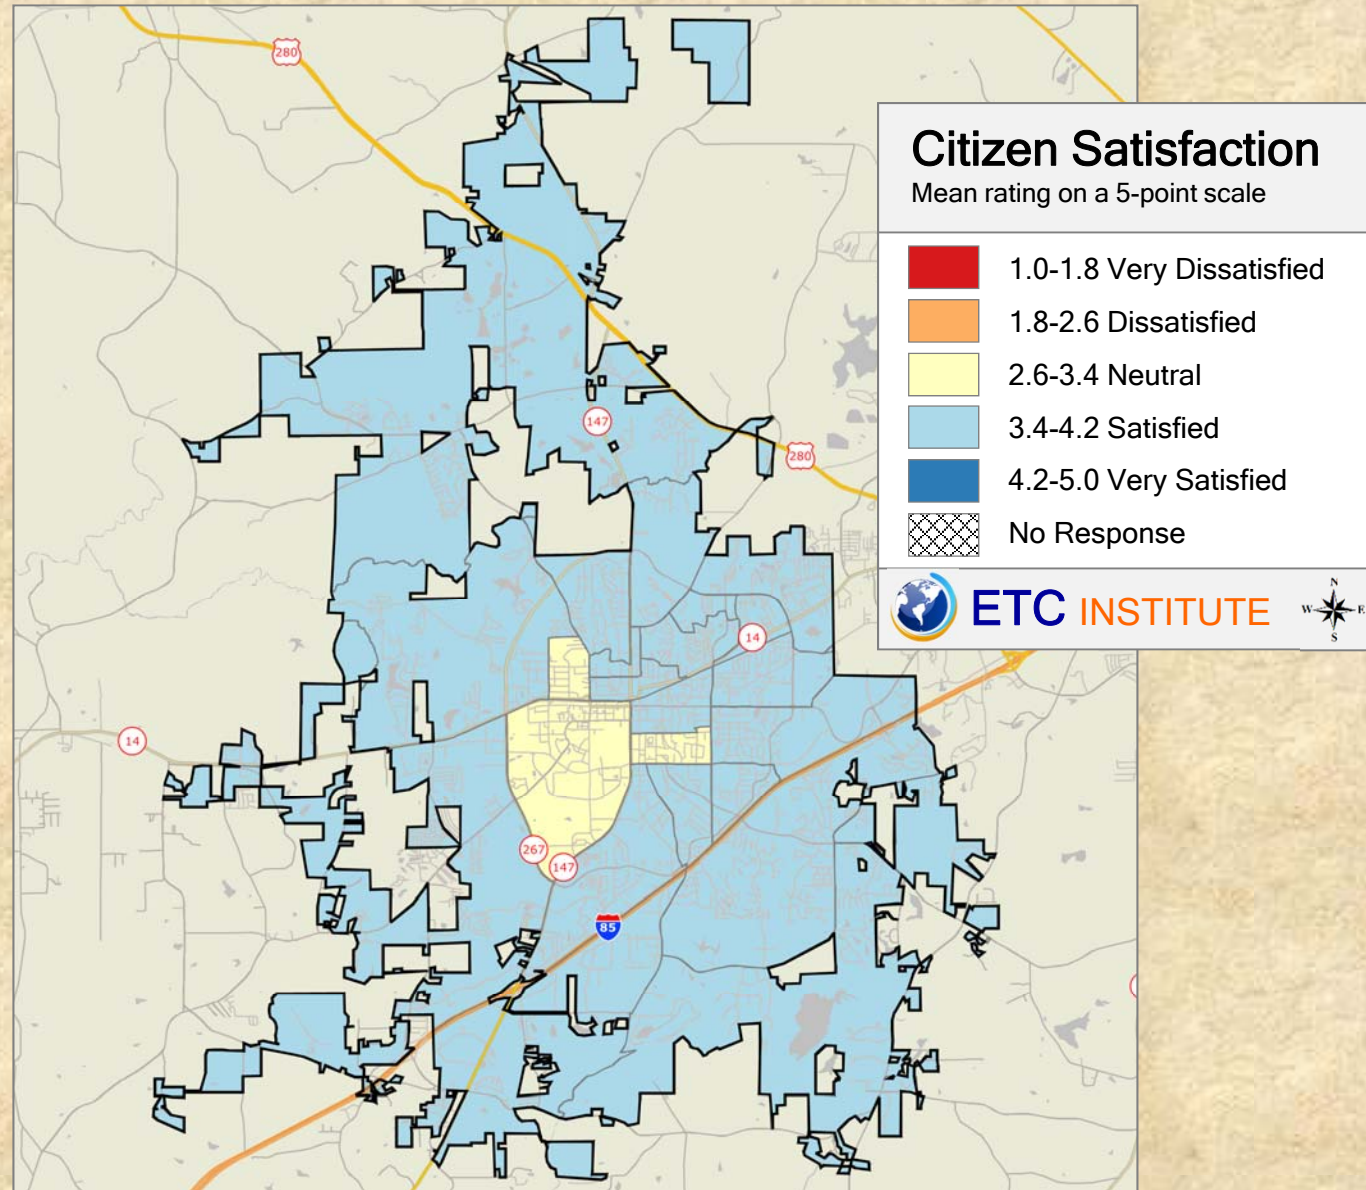 280
Citizen Satisfaction
Mean rating on a 5-point scale
1.0-1.8 Very Dissatisfied
1.8-2.6 Dissatisfied
2.6-3.4 Neutral
3.4-4.2 Satisfied
4.2-5.0 Very Satisfied
No Response
ETC INSTITUTE
N
W E
S
147
280
14
14
267
147
85